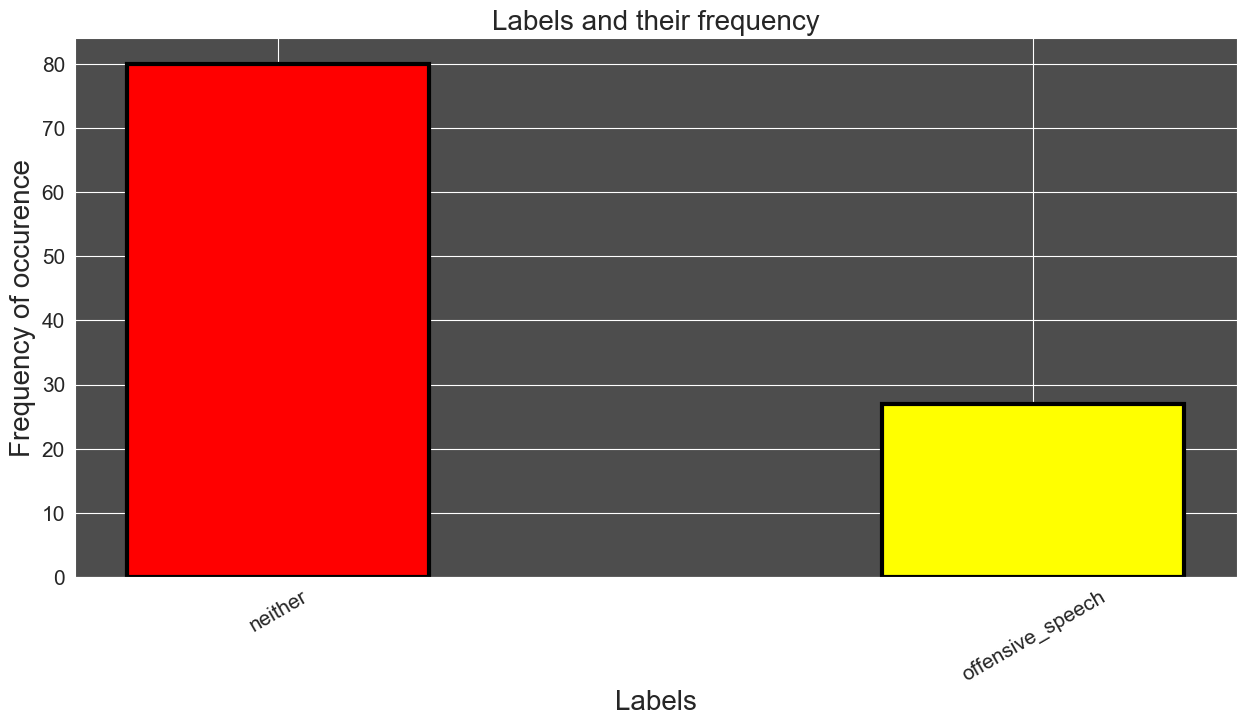 Labels and their frequency
Frequency of occurence
80
70
60
50
40
30
20
10
0
neither
offensive_speech
Labels